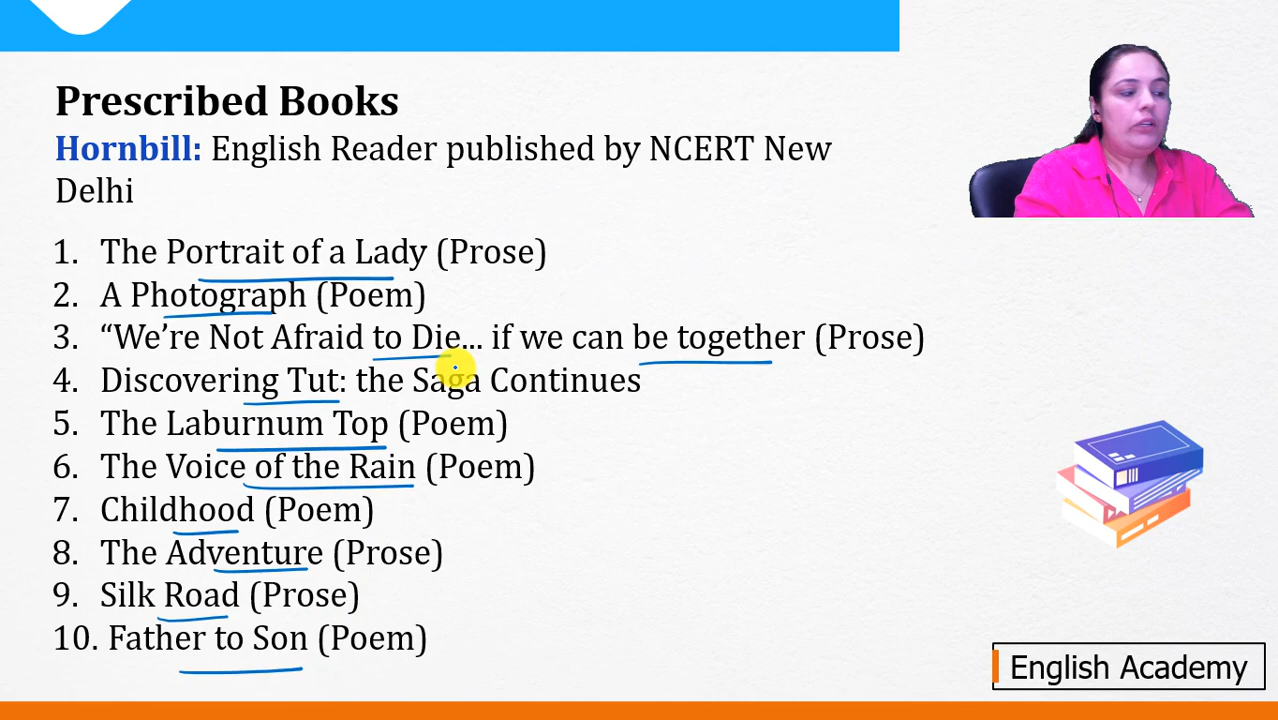 Prescribed Books
Hornbill: English Reader published by NCERT New
Delhi
1. The Portrait of a Lady (Prose)
2. A Photograph (Poem)
3. “We’re Not Afraid to Die... if we can be together (Prose)
4. Discovering Tut: the Saga Continues
5. The Laburnum Top (Poem)
6. The Voice of the Rain (Poem)
7. Childhood (Poem)
8. The Adventure (Prose)
9. Silk Road (Prose)
10. Father to Son (Poem)
English Academy